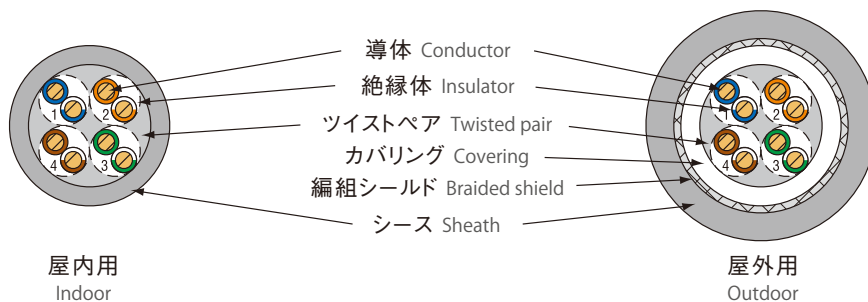 導体 Conductor
絶縁体 Insulator
ツイストペア Twisted pair
カバリング Covering
編組シールド Braided shield
シース Sheath
1
2
4
3
1
2
4
3
屋内用
Indoor
屋外用
Outdoor